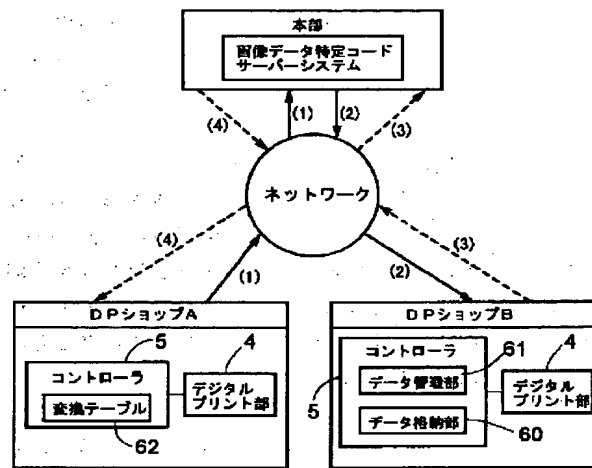 本部
画像データ特定コード
サーバーシステム
(4)
(1)
(2)
(3)
ネットワーク
(4)
(1)
(2)
(3)
DPショップA
5
コントローラ
変換テーブル
62
4
デジタル
プリント部
DPショップB
コントローラ
61
データ管理部
5
データ格納部
60
4
デジタル
プリント部